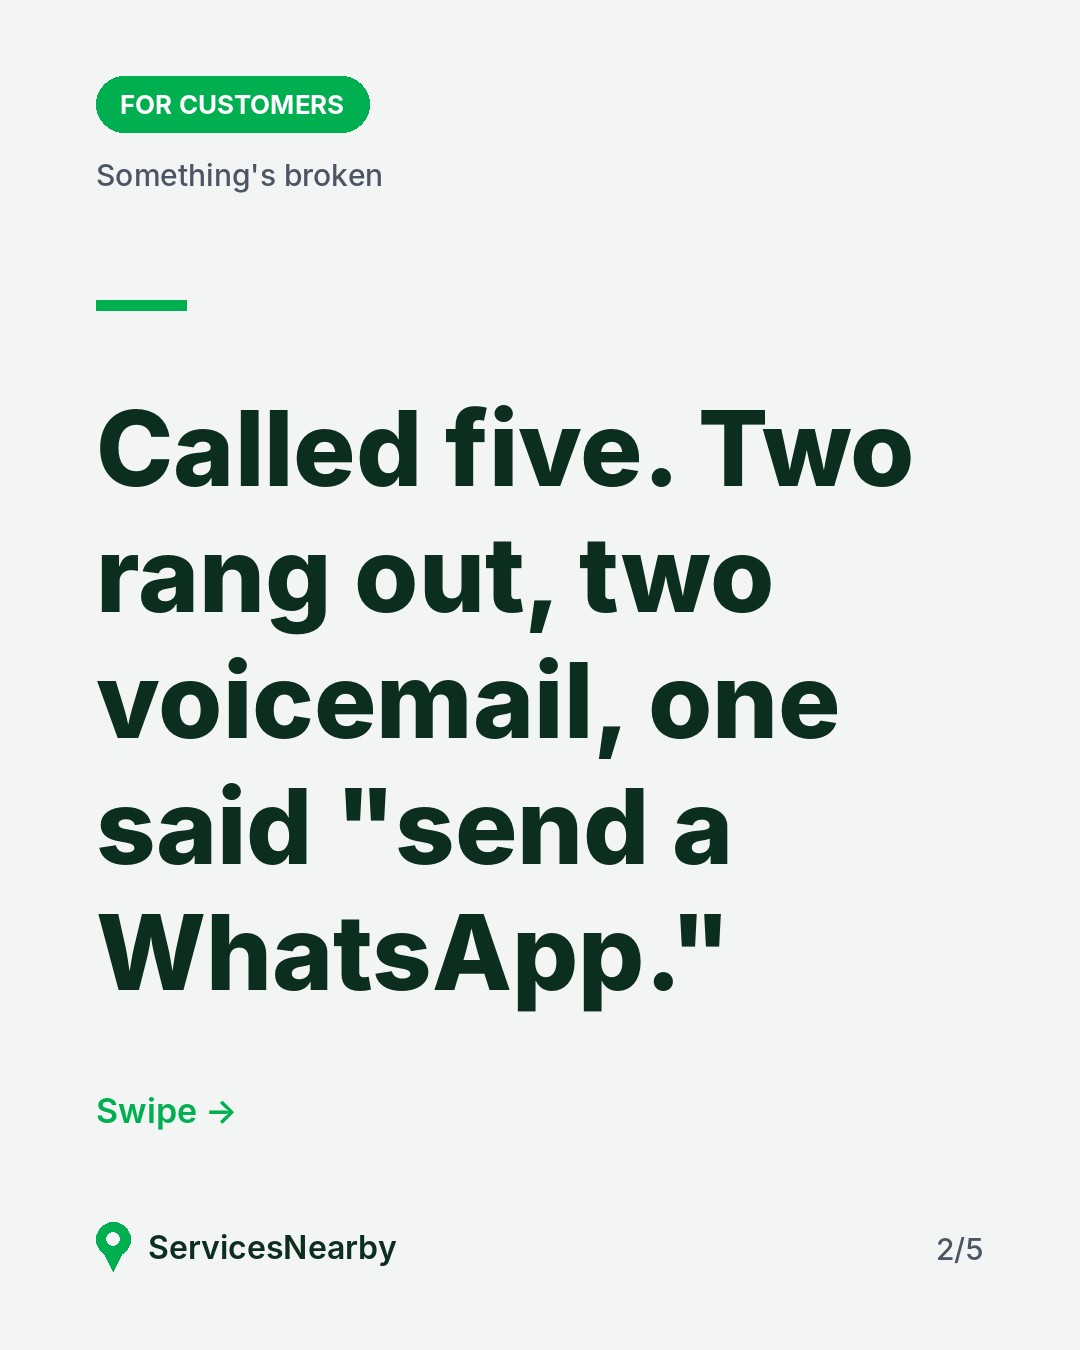 FOR CUSTOMERS
Something's broken
Called five. Two
rang out, two
voicemail, one
said "send a
WhatsApp."
Swipe →
ServicesNearby
2/5